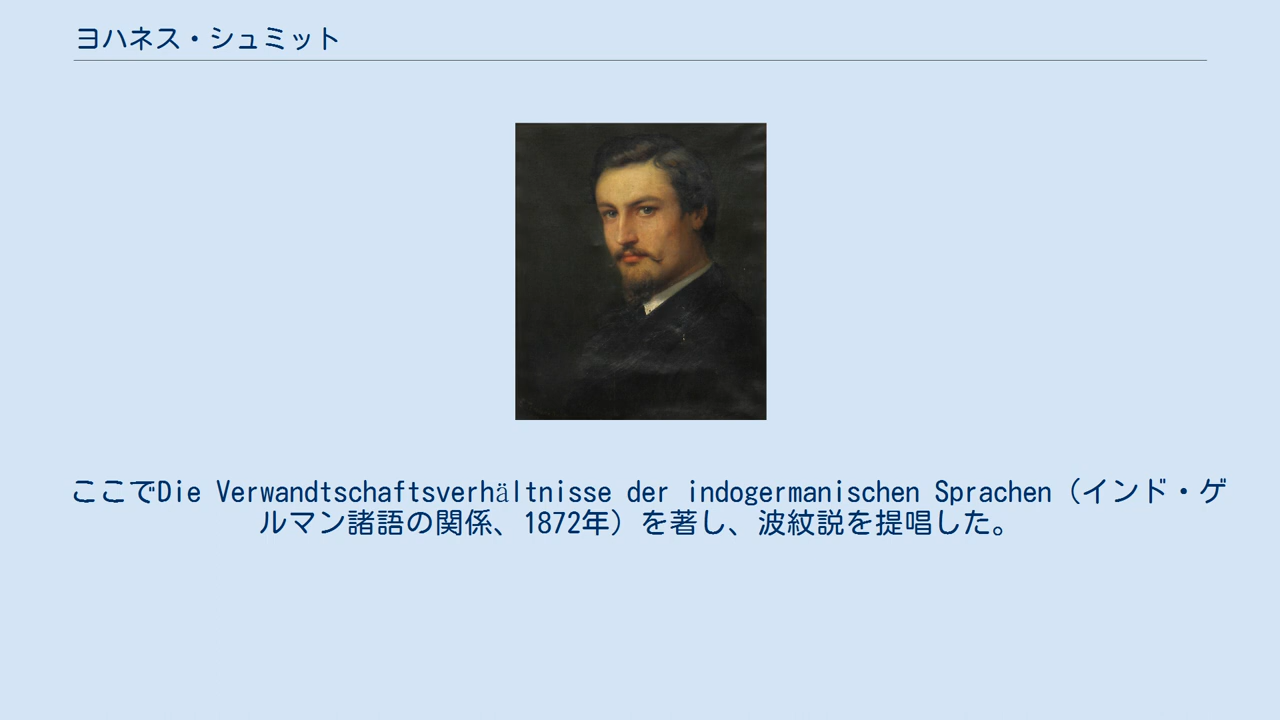 ヨハネス・シュミット
ここでDie Verwandtschaftsverhältnisse der indogermanischen Sprachen（インド・ゲ
ルマン諸語の関係、1872年）を著し、波紋説を提唱した。